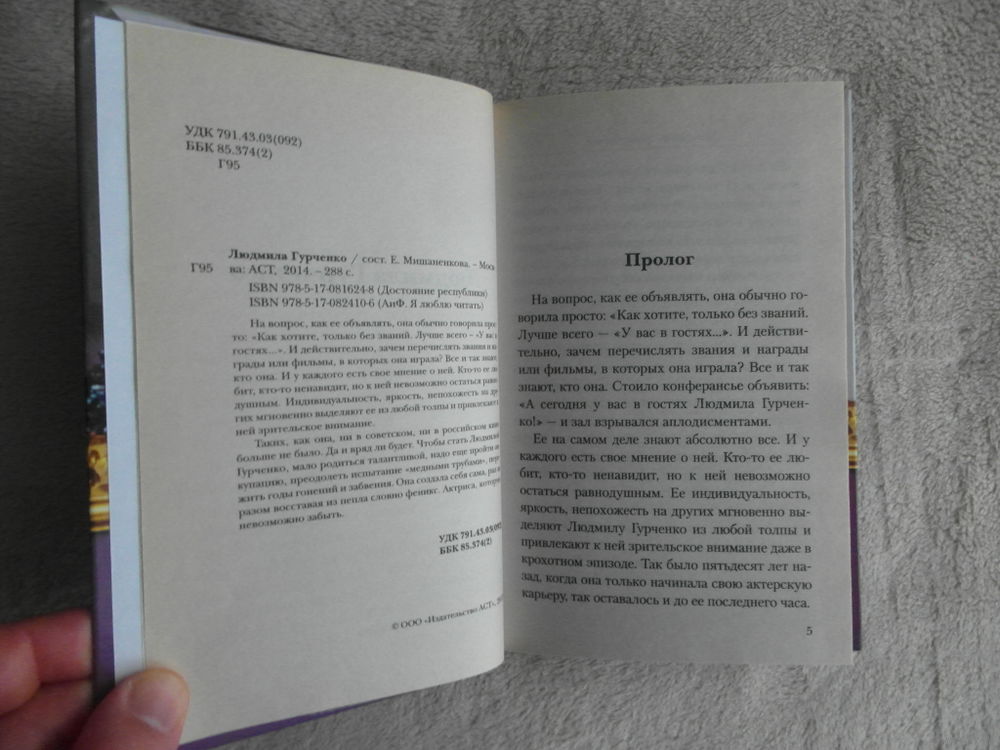 УДК 791.43.03(092)
ББК 85.374(2)
Г95
Людмила Гурченко / сост. Е. Мишаненкова. – Моск
Г95 ва: АСТ, 2014. – 288 с.
ISBN 978-5-17-081624-8 (Достояние республики)
ISBN 978-5-17-082410-6 (АиФ. Я люблю читать)
На вопрос, как ее объявлять, она обычно говорила прос
то: «Как хотите, только без званий. Лучше всего – «У вас в
гостях...». И действительно, зачем перечислять звания и на
грады или фильмы, в которых она играла? Все и так знают,
кто она. И у каждого есть свое мнение о ней. Кто-то ее лю
бит, кто-то ненавидит, но к ней невозможно остаться равно
душным. Индивидуальность, яркость, непохожесть на др
гих мгновенно выделяют ее из любой толпы и привлекают к
ней зрительское внимание.
Таких, как она, ни в советском, ни в российском кино
больше не было. Да и вряд ли будет. Чтобы стать Людмилой
Гурченко, мало родиться талантливой, надо еще пройти
купацию, преодолеть испытание «медными трубами», пере
жить годы гонений и забвения. Она создала себя сама, раз за
разом восставая из пепла словно феникс. Актриса, которую
невозможно забыть.
УДК 791.43.03(092
ББК 85.374(2)
© ООО «Издательство АСТ»,
Пролог
На вопрос, как ее объявлять, она обычно го-
ворила просто: «Как хотите, только без званий.
Лучше всего — «У вас в гостях...». И действи-
тельно, зачем перечислять звания и награды
или фильмы, в которых она играла? Все и так
знают, кто она. Стоило конферансье объявить:
«А сегодня у вас в гостях Людмила Гурчен-
ко!» — и зал взрывался аплодисментами.
Ее на самом деле знают абсолютно все. И у
каждого есть свое мнение о ней. Кто-то ее лю-
бит, кто-то ненавидит, но к ней невозможно
остаться равнодушным. Ее индивидуальность,
яркость, непохожесть на других мгновенно вы-
деляют Людмилу Гурченко из любой толпы и
привлекают к ней зрительское внимание даже в
крохотном эпизоде. Так было пятьдесят лет на-
зад, когда она только начинала свою актерскую
карьеру, так оставалось и до ее последнего часа.
5